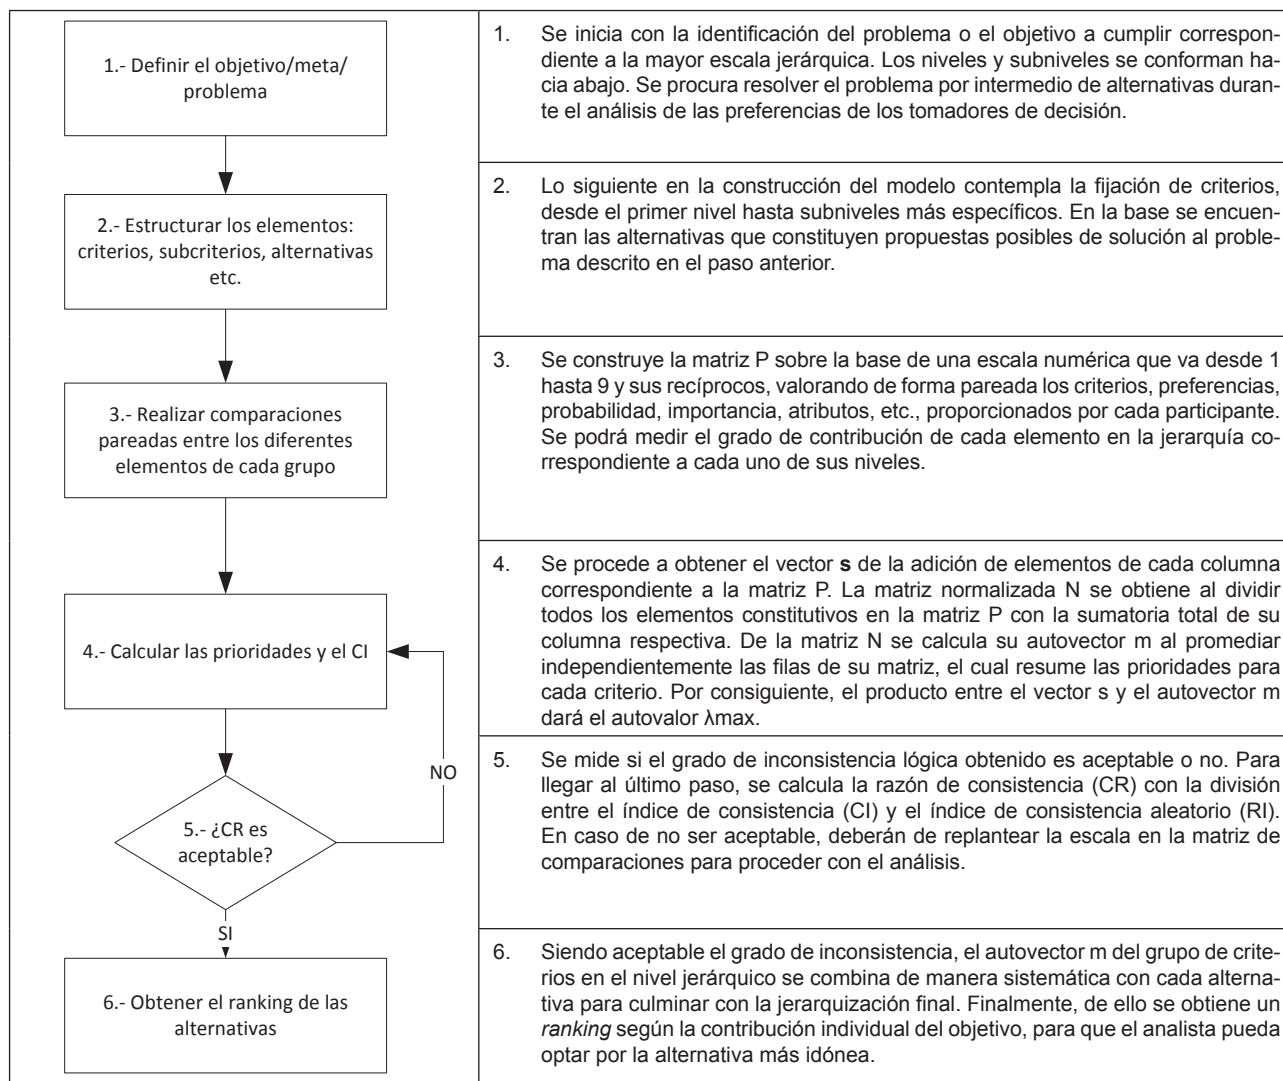 1.- Definir el objetivo/meta/
problema
1. Se inicia con la identificación del problema o el objetivo a cumplir correspon-
diente a la mayor escala jerárquica. Los niveles y subniveles se conforman ha-
cia abajo. Se procura resolver el problema por intermedio de alternativas duran-
te el análisis de las preferencias de los tomadores de decisión.
2.- Estructurar los elementos:
criterios, subcriterios, alternativas
etc.
2. Lo siguiente en la construcción del modelo contempla la fijación de criterios,
desde el primer nivel hasta subniveles más específicos. En la base se encuen-
tran las alternativas que constituyen propuestas posibles de solución al proble-
ma descrito en el paso anterior.
3.- Realizar comparaciones
pareadas entre los diferentes
elementos de cada grupo
3. Se construye la matriz P sobre la base de una escala numérica que va desde 1
hasta 9 y sus recíprocos, valorando de forma pareada los criterios, preferencias,
probabilidad, importancia, atributos, etc., proporcionados por cada participante.
Se podrá medir el grado de contribución de cada elemento en la jerarquía co-
rrespondiente a cada uno de sus niveles.
4.- Calcular las prioridades y el CI
4. Se procede a obtener el vector s de la adición de elementos de cada columna
correspondiente a la matriz P. La matriz normalizada N se obtiene al dividir
todos los elementos constitutivos en la matriz P con la sumatoria total de su
columna respectiva. De la matriz N se calcula su autovector m al promediar
independientemente las filas de su matriz, el cual resume las prioridades para
cada criterio. Por consiguiente, el producto entre el vector s y el autovector m
dará el autovalor λmax.
NO
5.- ¿CR es
aceptable?
SI
5. Se mide si el grado de inconsistencia lógica obtenido es aceptable o no. Para
llegar al último paso, se calcula la razón de consistencia (CR) con la división
entre el índice de consistencia (CI) y el índice de consistencia aleatorio (RI).
En caso de no ser aceptable, deberán de replantear la escala en la matriz de
comparaciones para proceder con el análisis.
6.- Obtener el ranking de las
alternativas
6. Siendo aceptable el grado de inconsistencia, el autovector m del grupo de crite-
rios en el nivel jerárquico se combina de manera sistemática con cada alterna-
tiva para culminar con la jerarquización final. Finalmente, de ello se obtiene un
ranking según la contribución individual del objetivo, para que el analista pueda
optar por la alternativa más idónea.